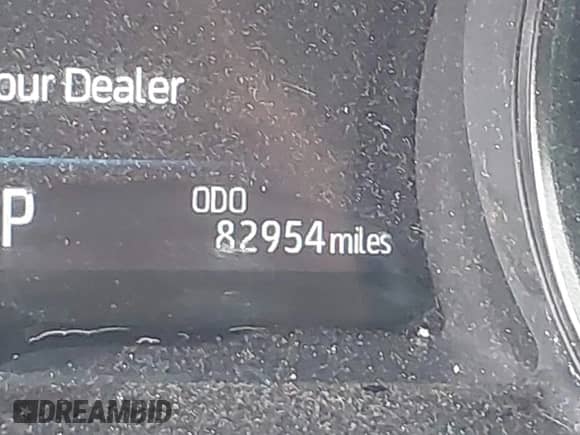 our Dealer
P
ODO
82954 miles
DREAMBID